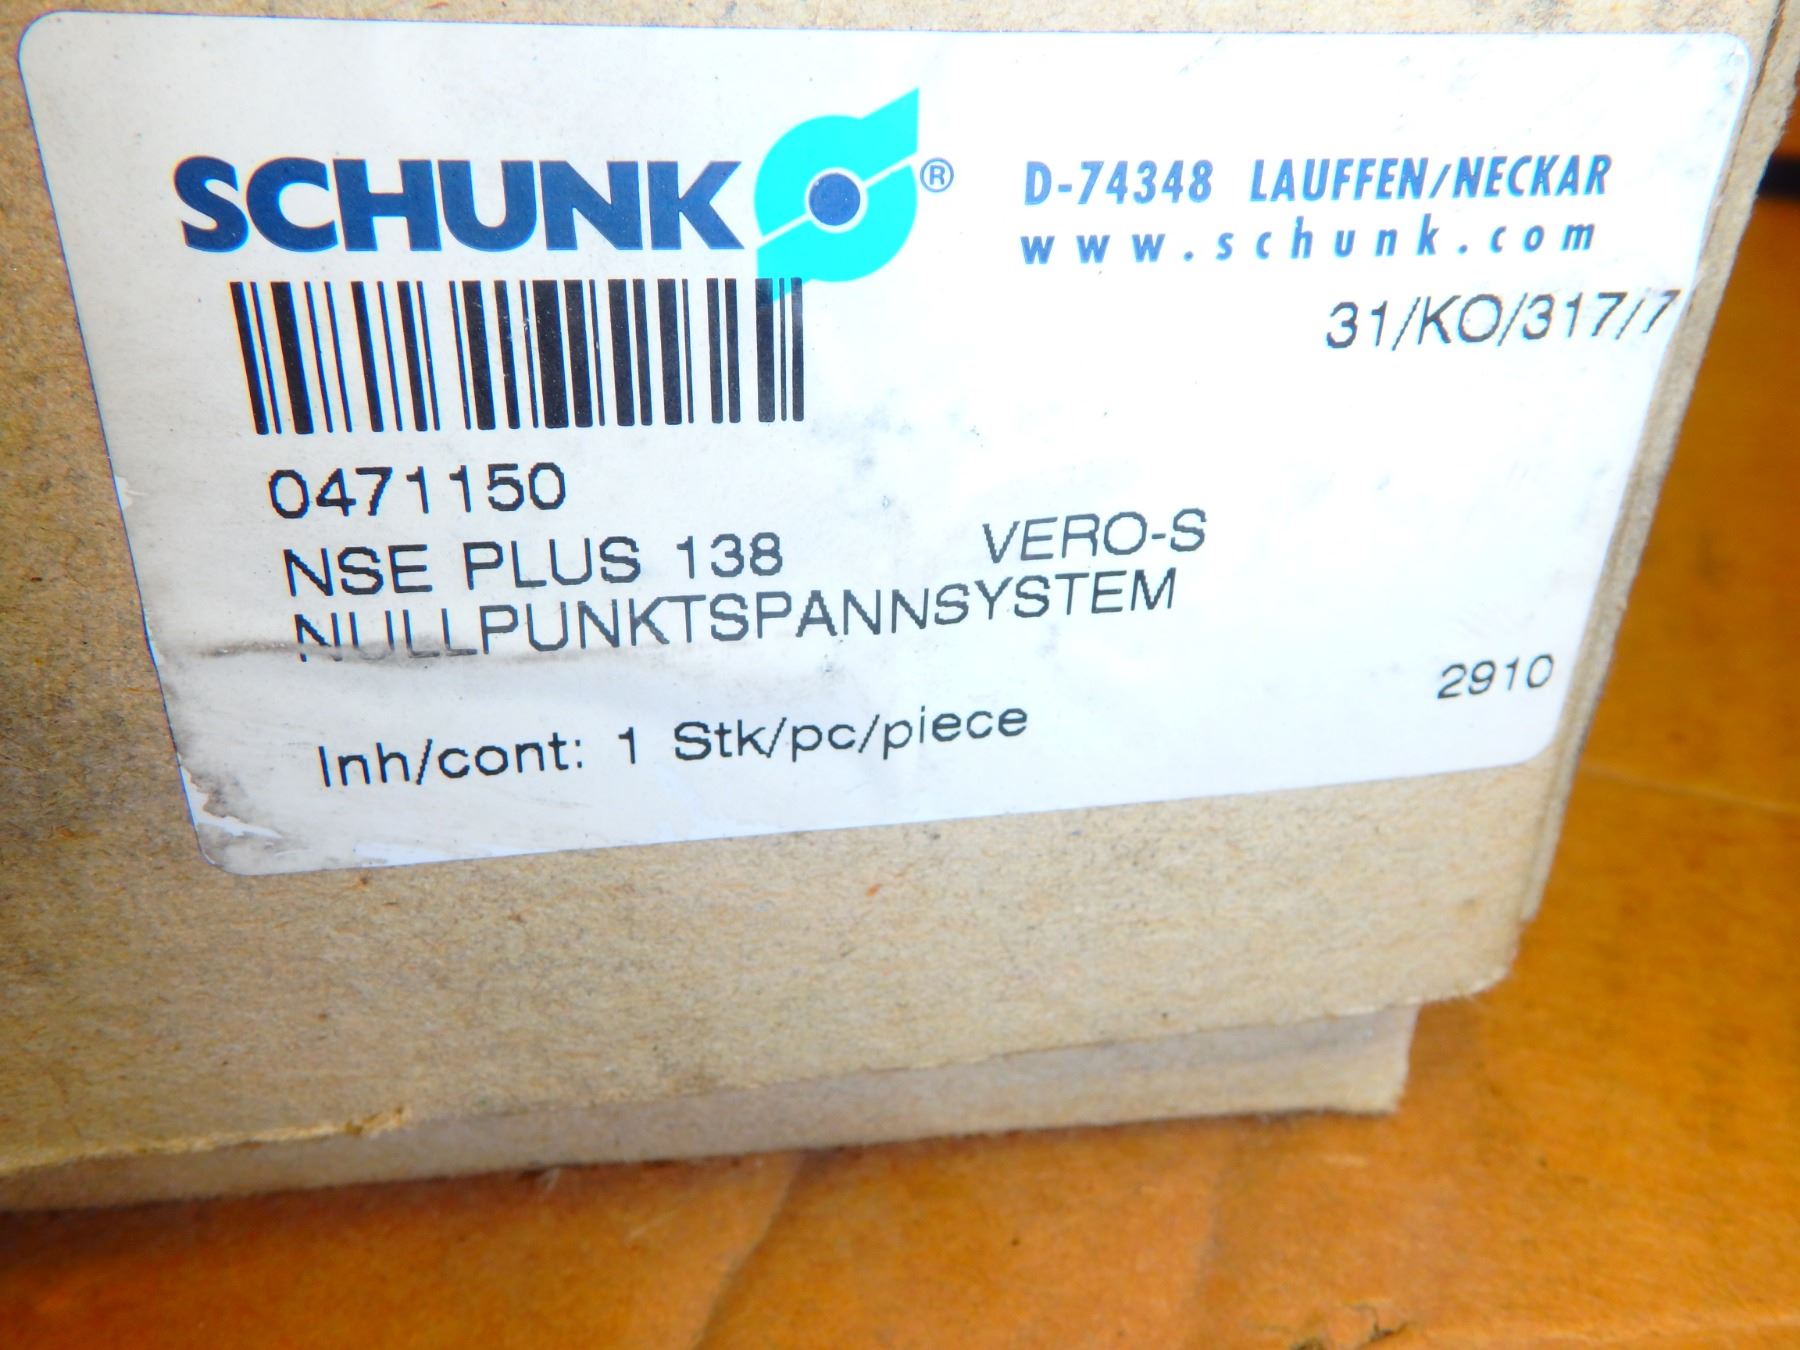 SCHUNK ®
D-74348 LAUFFEN/NECKAR
www.schunk.com
31/KO/317/7
0471150
NSE PLUS 138 VERO-S
NULLPUNKTSPANNSYSTEM
2910
Inh/cont: 1 Stk/pc/piece